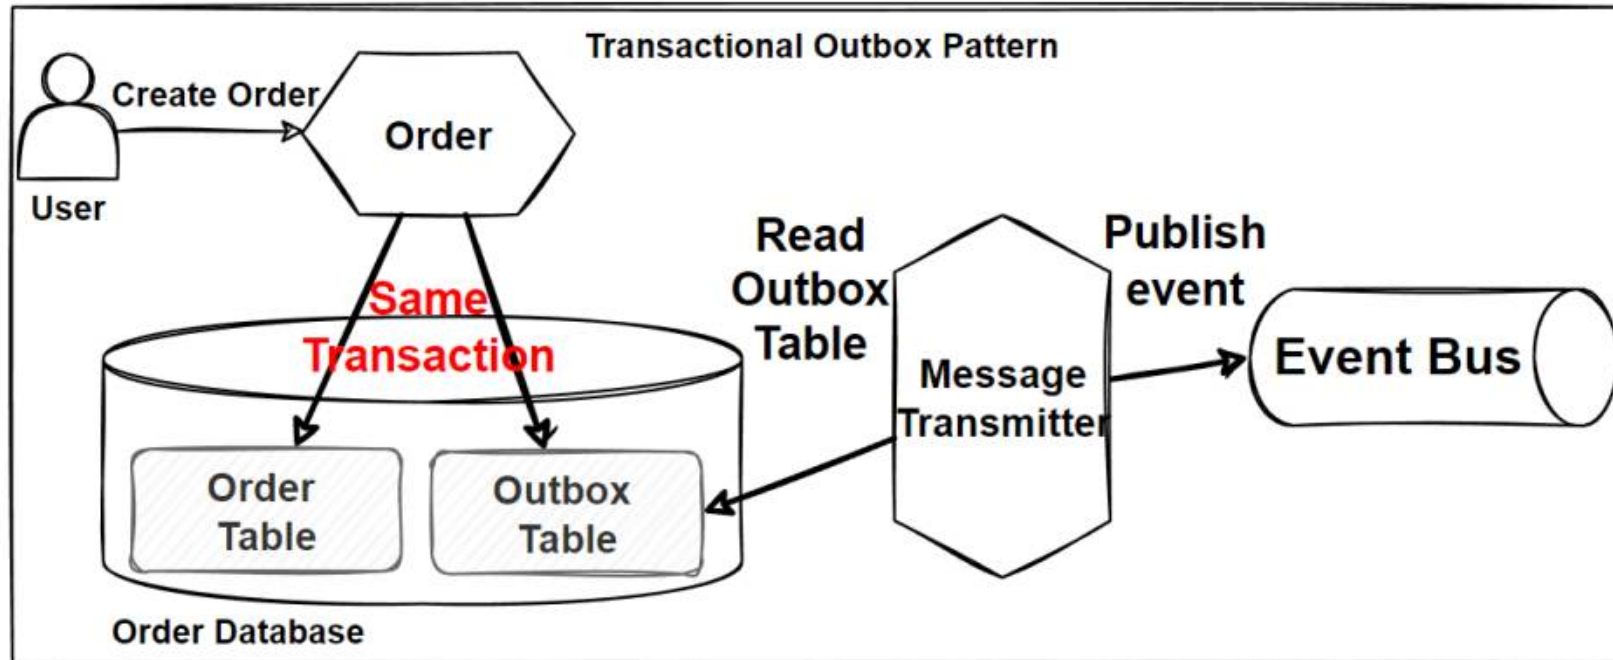 Transactional Outbox Pattern
Create Order
Order
User
Same
Transaction
Read
Outbox
Table
Publish
event
Message
Transmitter
Event Bus
Order
Table
Outbox
Table
Order Database